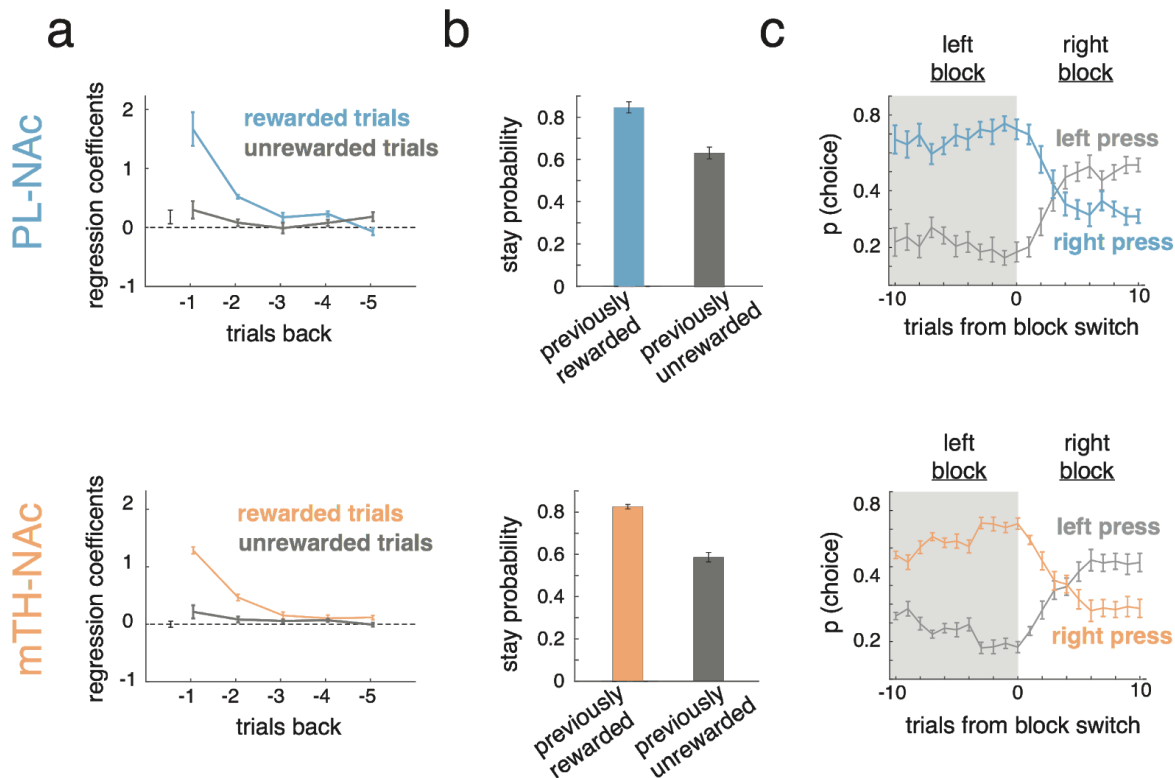 a
b
c
PL-NAc
regression coefficents
2
1
0
-1
rewarded trials
unrewarded trials
-1 -2 -3 -4 -5
trials back
stay probability
0.8
0.6
0.4
0.2
0
previously
rewarded
previously
unrewarded
left
block
right
block
p (choice)
0.8
0.4
0.2
left press
right press
-10 0 10
trials from block switch
mTH-NAc
regression coefficents
2
1
0
-1
rewarded trials
unrewarded trials
-1 -2 -3 -4 -5
trials back
stay probability
0.8
0.6
0.4
0.2
0
previously
rewarded
previously
unrewarded
left
block
right
block
p (choice)
0.8
0.4
0.2
left press
right press
-10 0 10
trials from block switch